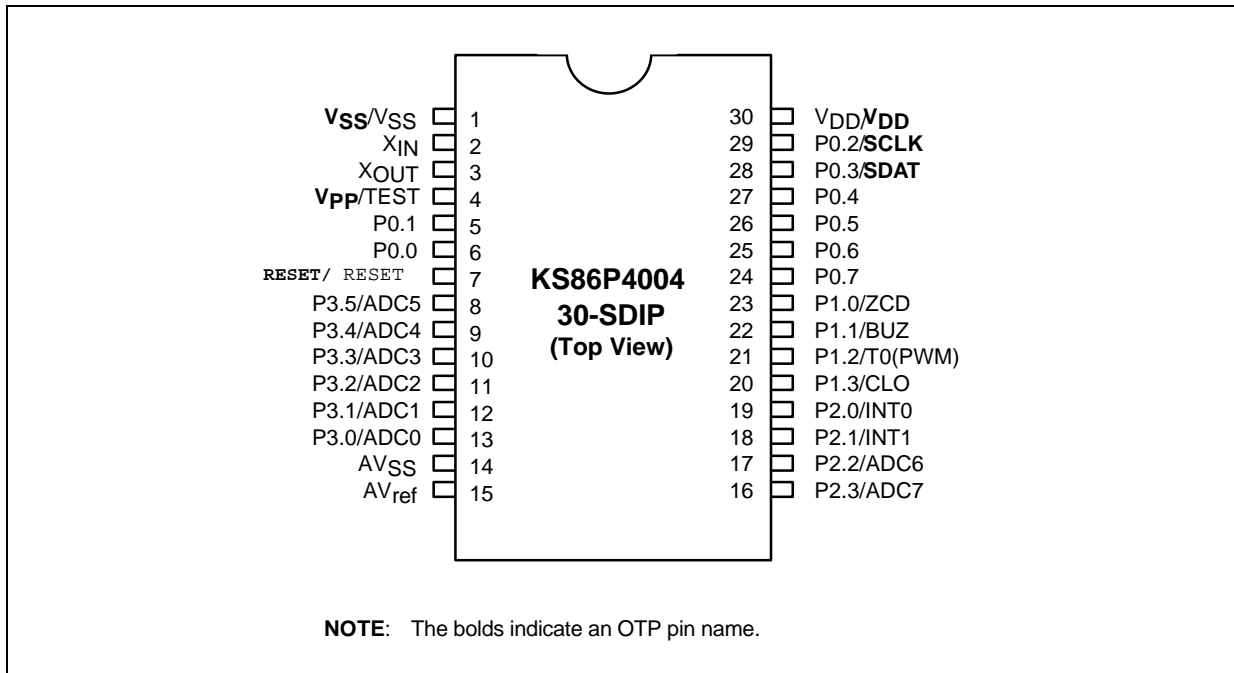 VSS/VSS 1
XIN 2
XOUT 3
VPP/TEST 4
P0.1 5
P0.0 6
RESET/ RESET 7
P3.5/ADC5 8
P3.4/ADC4 9
P3.3/ADC3 10
P3.2/ADC2 11
P3.1/ADC1 12
P3.0/ADC0 13
AVSS 14
AVref 15
KS86P4004
30-SDIP
(Top View)
30 VDD/VDD
29 P0.2/SCLK
28 P0.3/SDAT
27 P0.4
26 P0.5
25 P0.6
24 P0.7
23 P1.0/ZCD
22 P1.1/BUZ
21 P1.2/T0(PWM)
20 P1.3/CLO
19 P2.0/INT0
18 P2.1/INT1
17 P2.2/ADC6
16 P2.3/ADC7
NOTE: The bolds indicate an OTP pin name.